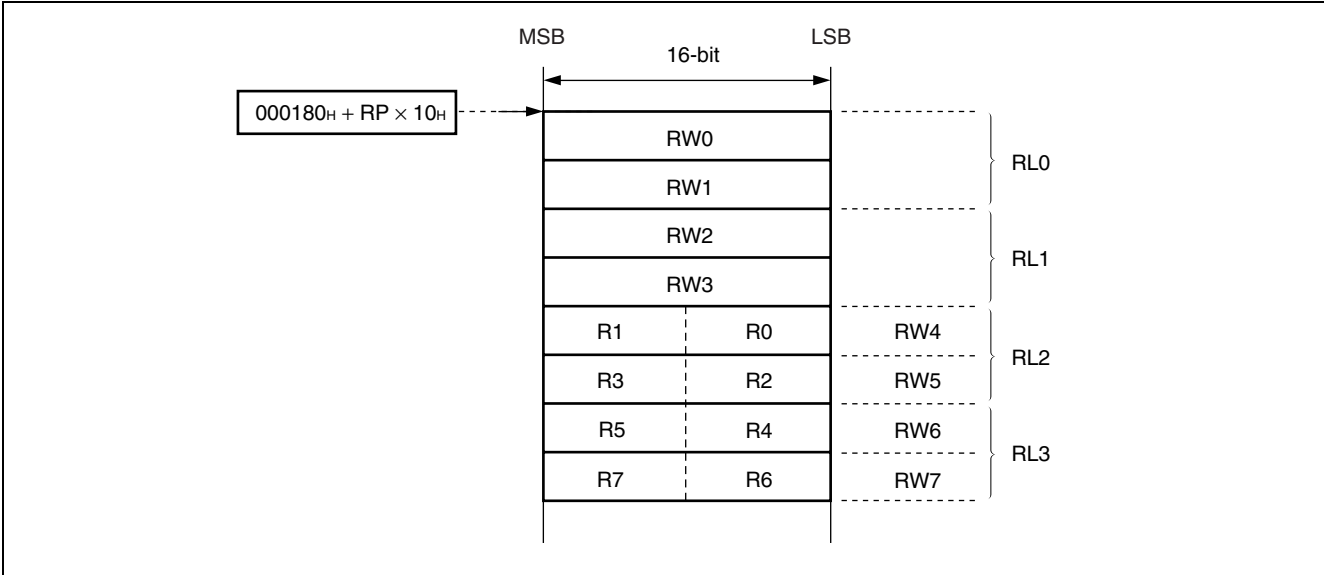 MSB LSB
16-bit
000180H + RP × 10H
RW0
RL0
RW1
RW2
RL1
RW3
R1 R0 RW4
RL2
R3 R2 RW5
R5 R4 RW6
RL3
R7 R6 RW7